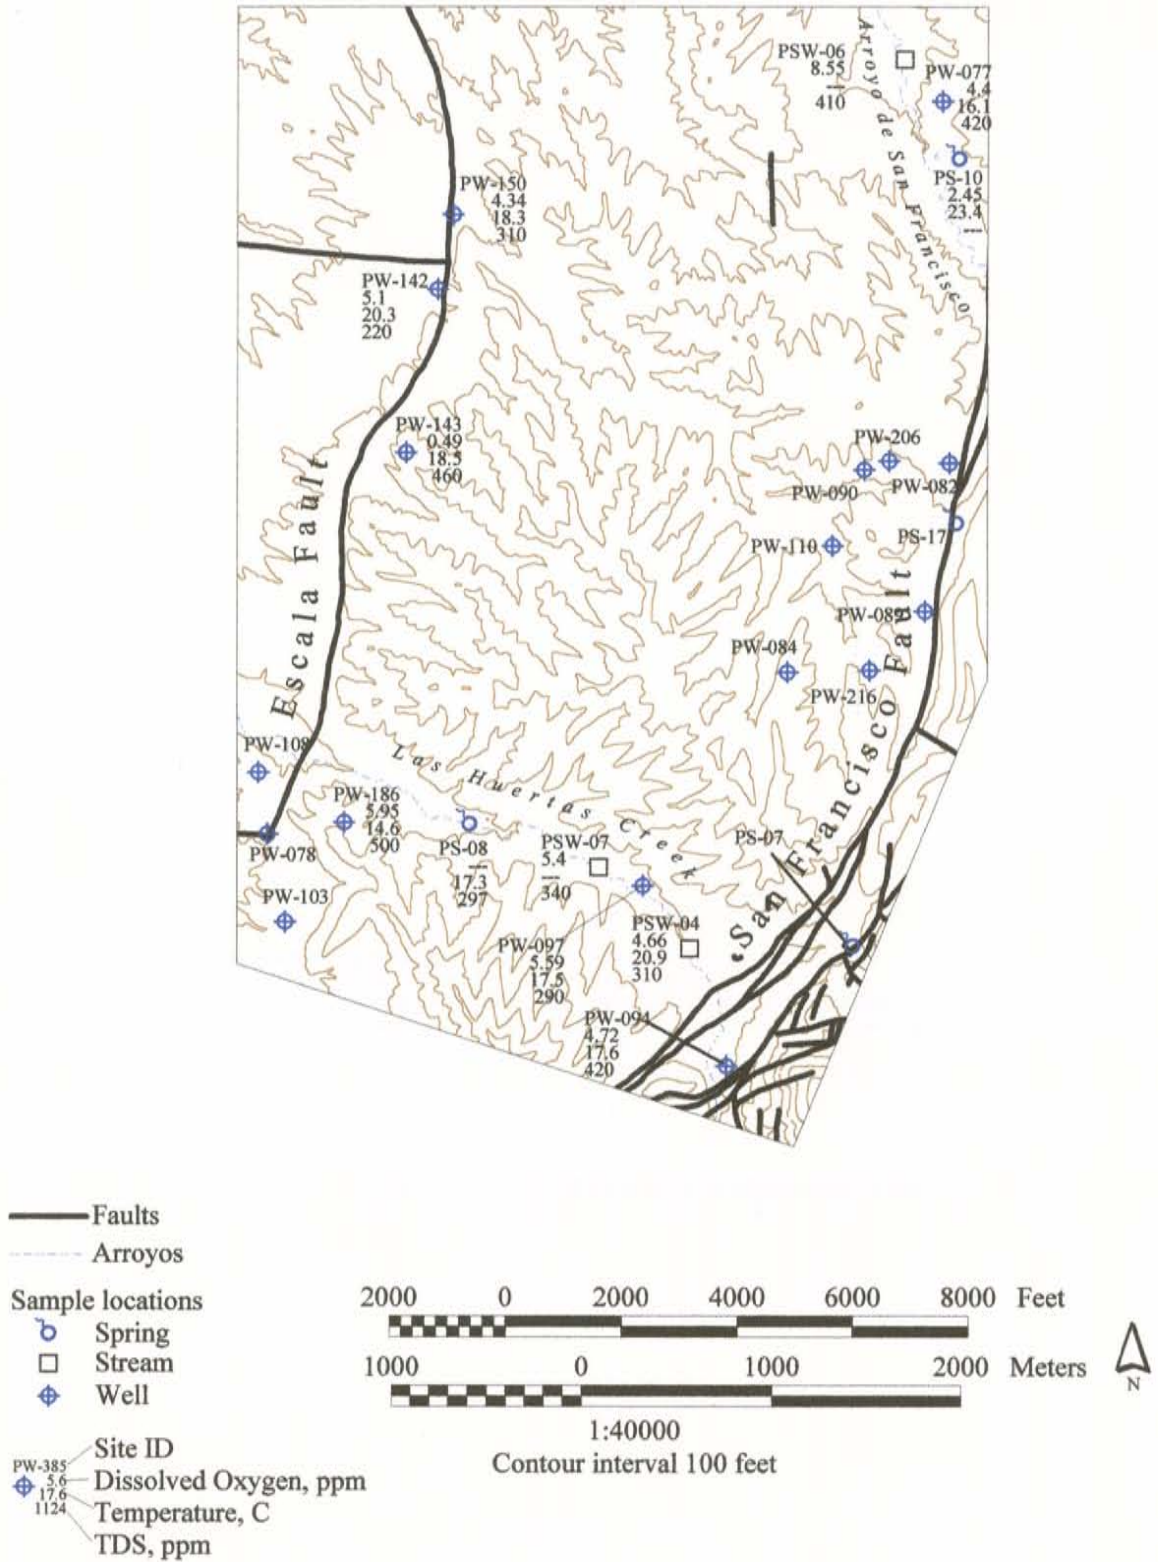 PSW-06
8.55
—
410
Arroyo de San Francisco
PW-077
4.4
16.1
420
PS-10
2.45
23.4
—
PW-150
4.34
18.3
310
PW-142
5.1
20.3
220
PW-143
0.49
18.5
460
Escala Fault
PW-206
PW-090
PW-082
PS-17
PW-110
PW-089
PW-084
PW-216
San Francisco Fault
PW-108
Las Huertas Creek
PW-186
5.95
14.6
500
PW-078
PS-08
—
17.3
297
PSW-07
5.4
—
340
PS-07
PW-103
PSW-04
4.66
20.9
310
PW-097
5.59
17.5
290
PW-094
4.72
17.6
420
Faults
Arroyos
Sample locations
Spring
Stream
Well
2000 0 2000 4000 6000 8000 Feet
1000 0 1000 2000 Meters
N
1:40000
Contour interval 100 feet
PW-385 Site ID
5.6 Dissolved Oxygen, ppm
17.6 Temperature, C
1124 TDS, ppm